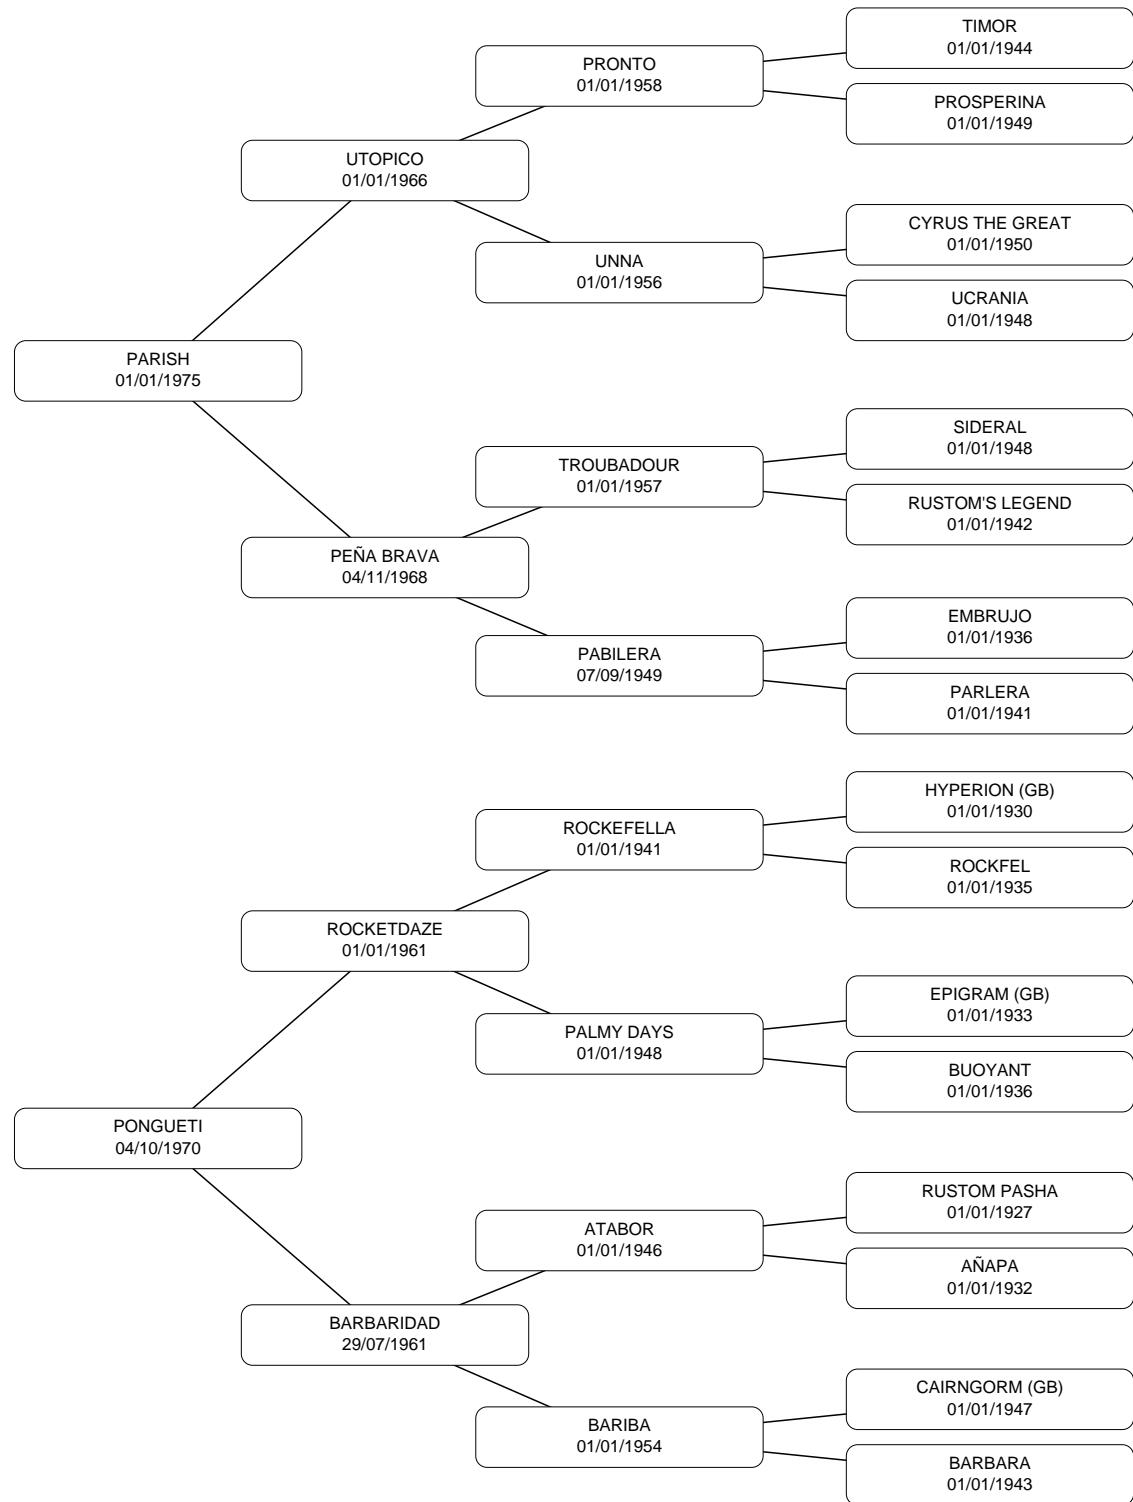 TIMOR
01/01/1944
PRONTO
01/01/1958
PROSPERINA
01/01/1949
UTOPICO
01/01/1966
CYRUS THE GREAT
01/01/1950
UNNA
01/01/1956
UCRANIA
01/01/1948
PARISH
01/01/1975
SIDERAL
01/01/1948
TROUBADOUR
01/01/1957
RUSTOM'S LEGEND
01/01/1942
PEÑA BRAVA
04/11/1968
EMBRUJO
01/01/1936
PABILERA
07/09/1949
PARLERA
01/01/1941
HYPERION (GB)
01/01/1930
ROCKEFELLA
01/01/1941
ROCKFEL
01/01/1935
ROCKETDAZE
01/01/1961
EPIGRAM (GB)
01/01/1933
PALMY DAYS
01/01/1948
BUOYANT
01/01/1936
PONGUETI
04/10/1970
RUSTOM PASHA
01/01/1927
ATABOR
01/01/1946
AÑAPA
01/01/1932
BARBARIDAD
29/07/1961
CAIRNGORM (GB)
01/01/1947
BARIBA
01/01/1954
BARBARA
01/01/1943